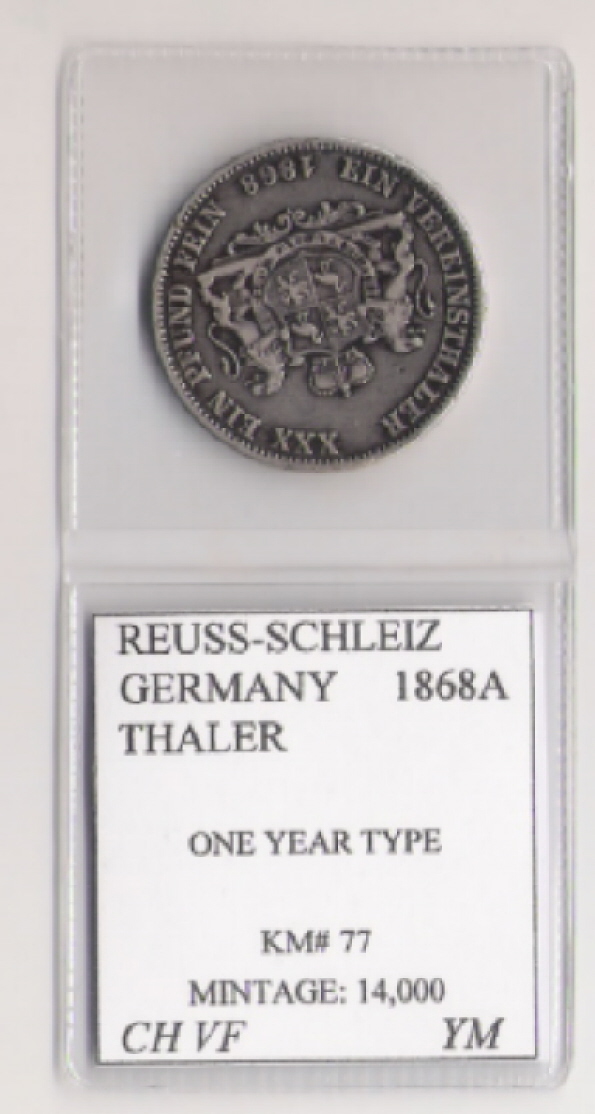 EIN VEREINSTHALER
XXX EIN PFUND FEIN 1868
REUSS-SCHLEIZ
GERMANY 1868A
THALER
ONE YEAR TYPE
KM# 77
MINTAGE: 14,000
CH VF YM